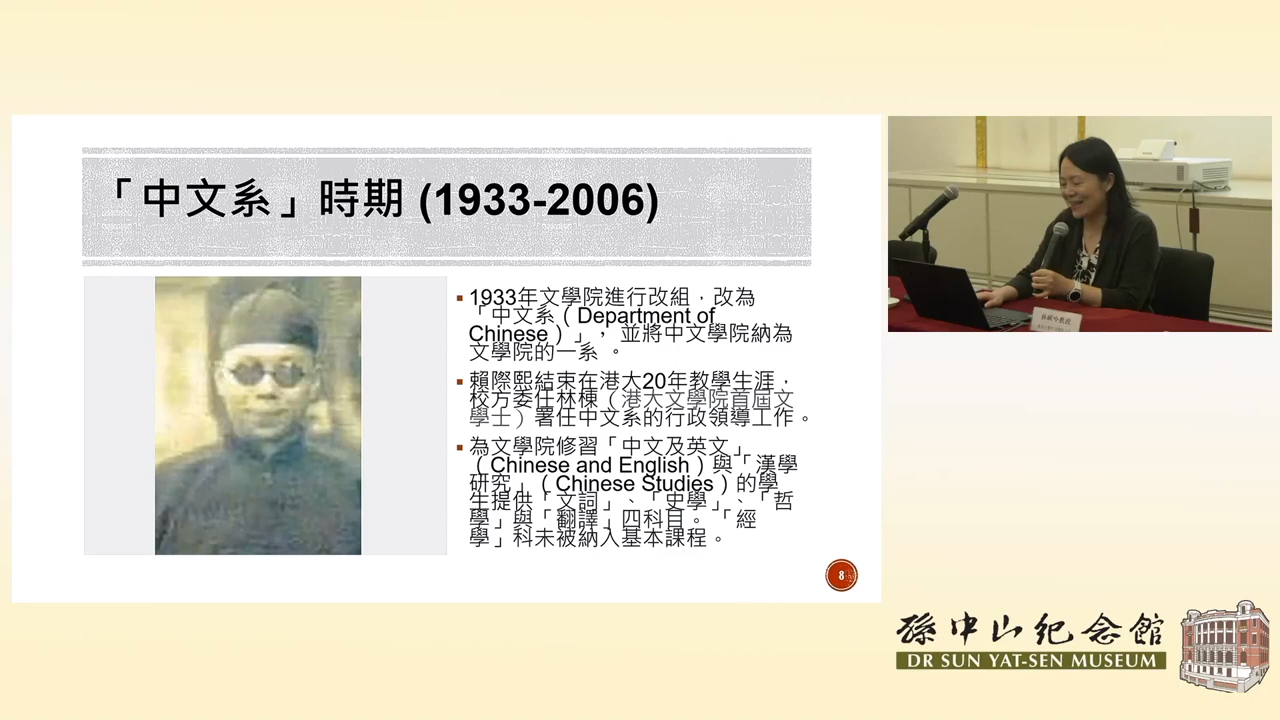 「中文系」時期 (1933-2006)
1933年文學院進行改組，改為
「中文系（Department of
Chinese）」， 並將中文學院納為
文學院的一系 。
賴際熙結束在港大20年教學生涯，
校方委任林棟（港大文學院首屆文
學士）署任中文系的行政領導工作。
為文學院修習「中文及英文」
（Chinese and English）與「漢學
研究」（Chinese Studies）的學
生提供「文詞」、「史學」、「哲
學」與「翻譯」四科目。「經
學」科未被納入基本課程。
8
孫中山紀念館
DR SUN YAT-SEN MUSEUM